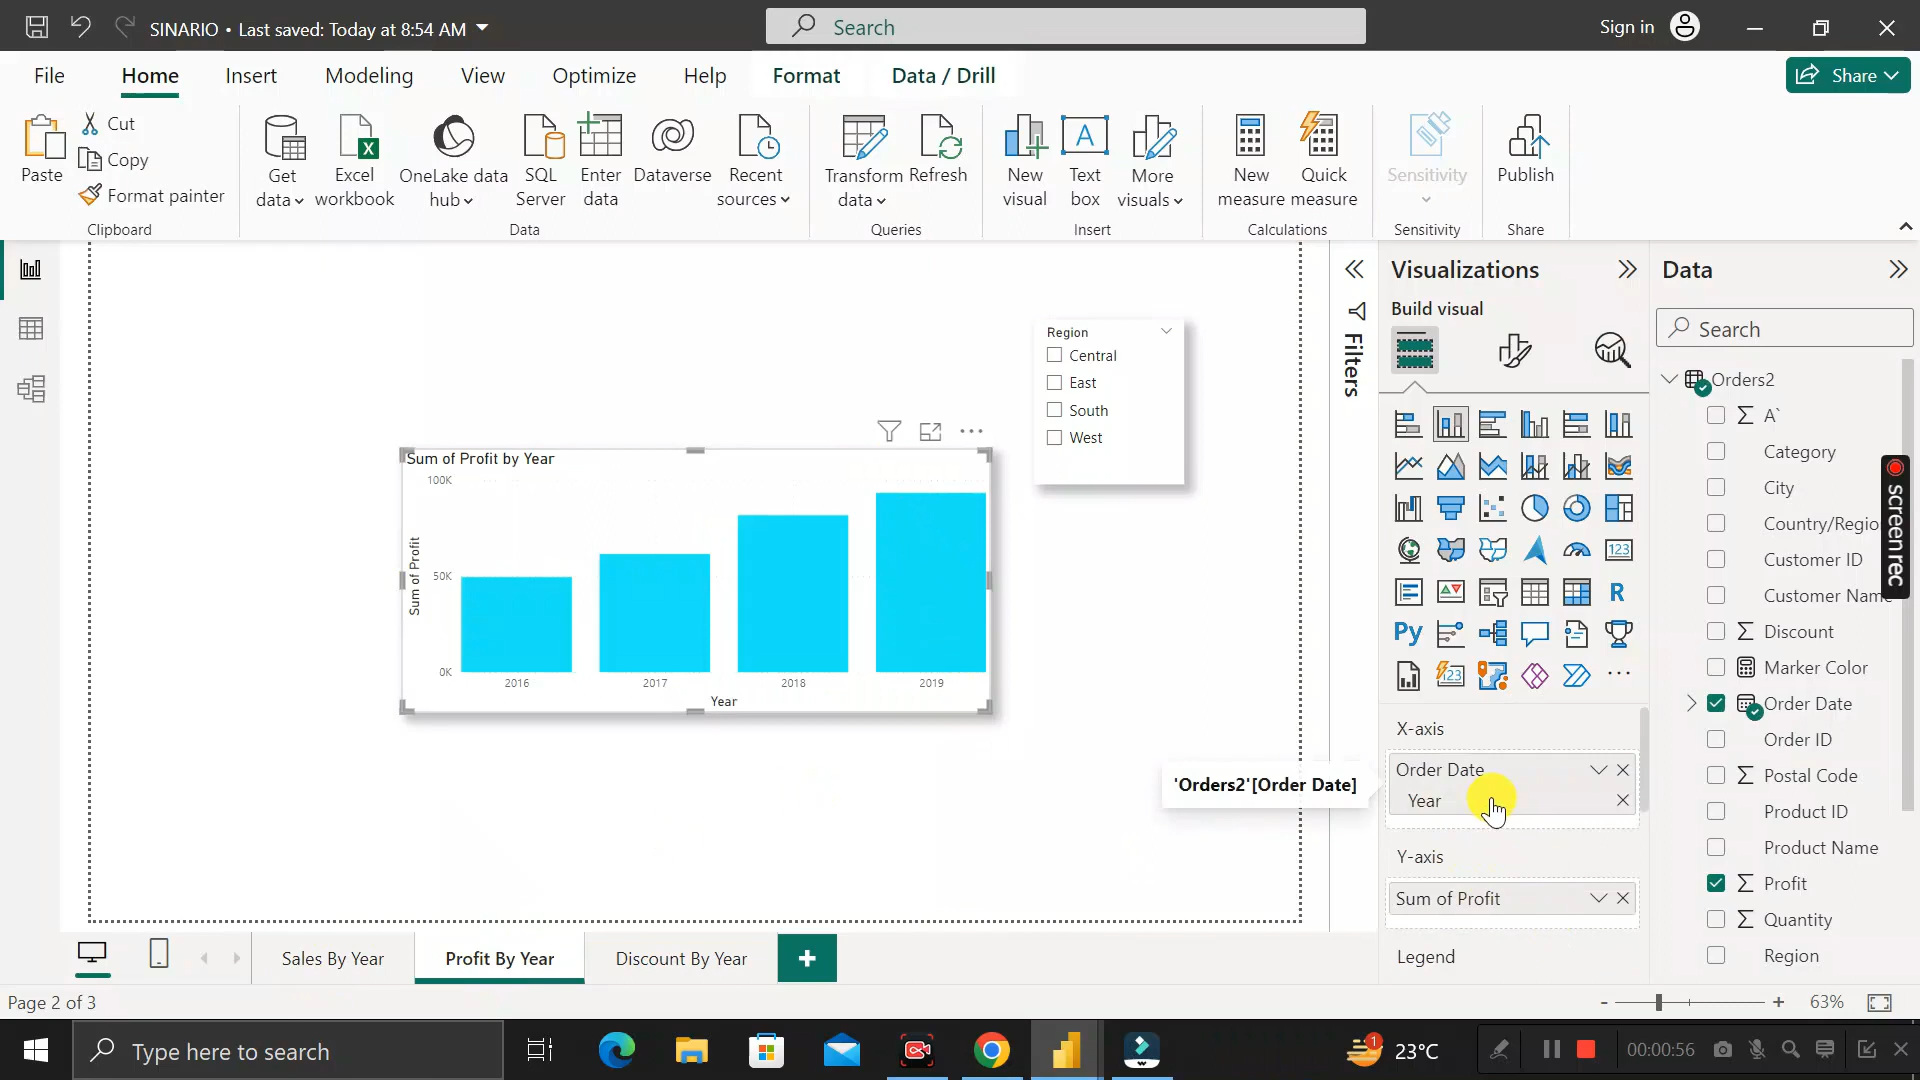 SINARIO • Last saved: Today at 8:54 AM
Search
Sign in
File
Home
Insert
Modeling
View
Optimize
Help
Format
Data / Drill
Share
Paste
Cut
Copy
Format painter
Clipboard
Get
data
Excel
workbook
OneLake data
hub
SQL
Server
Enter
data
Dataverse
Recent
sources
Data
Transform
data
Refresh
Queries
New
visual
Text
box
More
visuals
Insert
New
measure
Quick
measure
Calculations
Sensitivity
Sensitivity
Publish
Share
Region
Central
East
South
West
Sum of Profit by Year
100K
50K
0K
Sum of Profit
2016
2017
2018
2019
Year
Filters
Visualizations
Build visual
123
R
Py
123
X-axis
Order Date
Year
'Orders2'[Order Date]
Y-axis
Sum of Profit
Legend
Data
Search
Orders2
A`
Category
City
Country/Regio
Customer ID
Customer Name
Discount
Marker Color
Order Date
Order ID
Postal Code
Product ID
Product Name
Profit
Quantity
Region
screen rec
Sales By Year
Profit By Year
Discount By Year
Page 2 of 3
63%
Type here to search
1
23°C
00:00:56